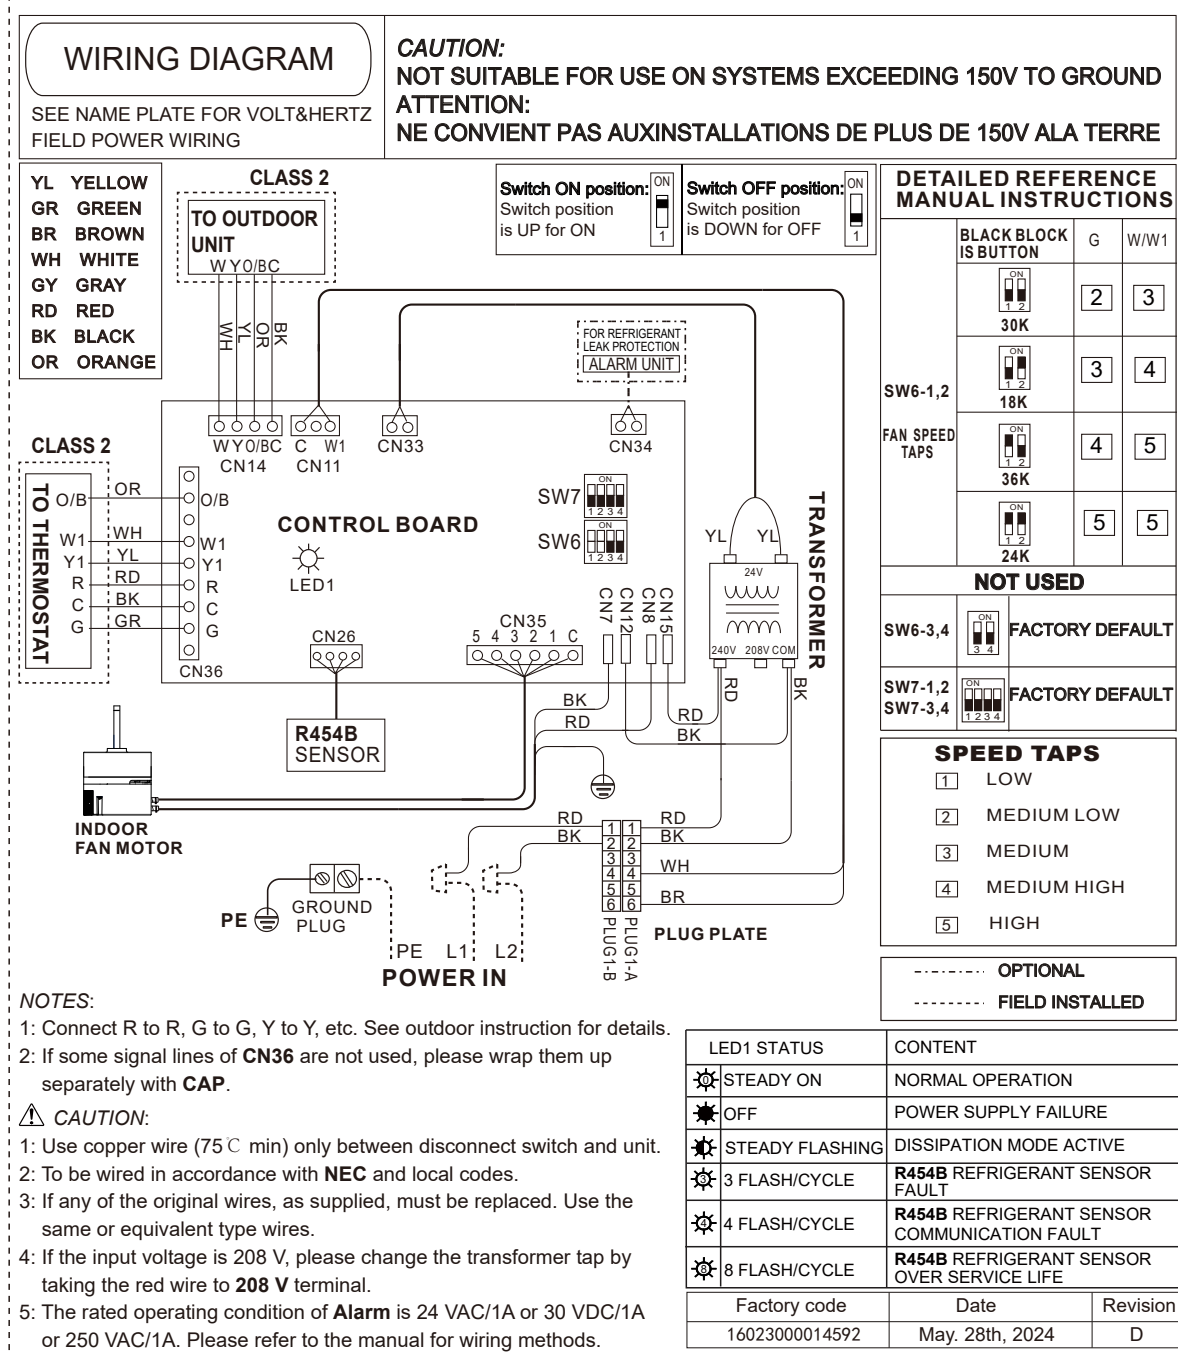 WIRING DIAGRAM
SEE NAME PLATE FOR VOLT&HERTZ
FIELD POWER WIRING
CAUTION:
NOT SUITABLE FOR USE ON SYSTEMS EXCEEDING 150V TO GROUND
ATTENTION:
NE CONVIENT PAS AUXINSTALLATIONS DE PLUS DE 150V ALA TERRE
YL YELLOW
GR GREEN
BR BROWN
WH WHITE
GY GRAY
RD RED
BK BLACK
OR ORANGE
CLASS 2
TO OUTDOOR
UNIT
W Y O/B C
WH YL OR BK
Switch ON position:
Switch position
is UP for ON
ON
1
Switch OFF position:
Switch position
is DOWN for OFF
ON
1
FOR REFRIGERANT
LEAK PROTECTION
ALARM UNIT
W Y O/B C
CN14
C W1
CN11
CN33
CN34
CLASS 2
TO THERMOSTAT
O/B OR O/B
W1 WH W1
Y1 YL Y1
R RD R
C BK C
G GR G
CN36
CONTROL BOARD
LED1
SW7
ON
1 2 3 4
SW6
ON
1 2 3 4
CN26
CN35
5 4 3 2 1 C
CN7
CN12
CN8
CN15
YL YL
24V
240V 208V COM
TRANSFORMER
RD
BK
R454B
SENSOR
BK
RD
RD
BK
INDOOR
FAN MOTOR
RD
BK
1 1
2 2
3 3
4 4
5 5
6 6
RD
BK
WH
BR
PLUG1-B
PLUG1-A
PLUG PLATE
PE
GROUND
PLUG
PE L1 L2
POWER IN
DETAILED REFERENCE
MANUAL INSTRUCTIONS
BLACK BLOCK
IS BUTTON
G
W/W1
SW6-1,2
FAN SPEED
TAPS
ON
1 2
30K
2 3
ON
1 2
18K
3 4
ON
1 2
36K
4 5
ON
1 2
24K
5 5
NOT USED
SW6-3,4
ON
3 4
FACTORY DEFAULT
SW7-1,2
SW7-3,4
ON
1 2 3 4
FACTORY DEFAULT
SPEED TAPS
1 LOW
2 MEDIUM LOW
3 MEDIUM
4 MEDIUM HIGH
5 HIGH
OPTIONAL
FIELD INSTALLED
NOTES:
1: Connect R to R, G to G, Y to Y, etc. See outdoor instruction for details.
2: If some signal lines of CN36 are not used, please wrap them up
separately with CAP.
CAUTION:
1: Use copper wire (75℃ min) only between disconnect switch and unit.
2: To be wired in accordance with NEC and local codes.
3: If any of the original wires, as supplied, must be replaced. Use the
same or equivalent type wires.
4: If the input voltage is 208 V, please change the transformer tap by
taking the red wire to 208 V terminal.
5: The rated operating condition of Alarm is 24 VAC/1A or 30 VDC/1A
or 250 VAC/1A. Please refer to the manual for wiring methods.
LED1 STATUS CONTENT
0 STEADY ON NORMAL OPERATION
OFF POWER SUPPLY FAILURE
STEADY FLASHING DISSIPATION MODE ACTIVE
3 3 FLASH/CYCLE R454B REFRIGERANT SENSOR
FAULT
4 4 FLASH/CYCLE R454B REFRIGERANT SENSOR
COMMUNICATION FAULT
8 8 FLASH/CYCLE R454B REFRIGERANT SENSOR
OVER SERVICE LIFE
Factory code Date Revision
16023000014592 May. 28th, 2024 D